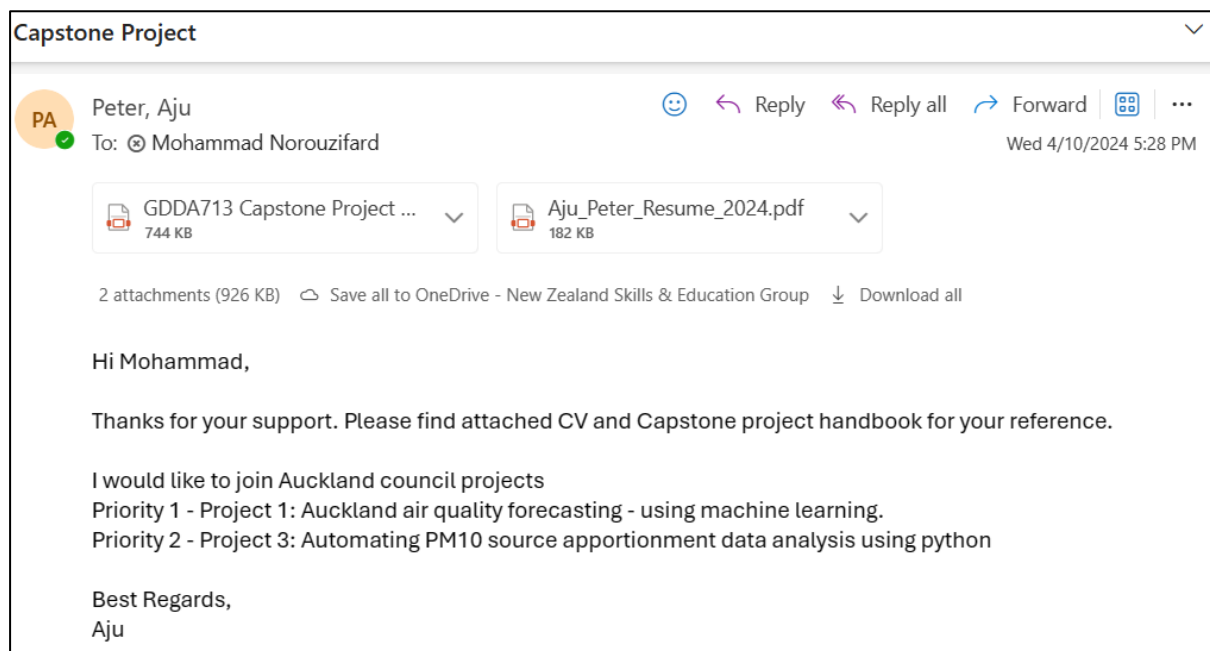 Capstone Project
PA
Peter, Aju
Reply
Reply all
Forward
To: Mohammad Norouzifard
Wed 4/10/2024 5:28 PM
GDDA713 Capstone Project ...
744 KB
Aju_Peter_Resume_2024.pdf
182 KB
2 attachments (926 KB)
Save all to OneDrive - New Zealand Skills & Education Group
Download all
Hi Mohammad,
Thanks for your support. Please find attached CV and Capstone project handbook for your reference.
I would like to join Auckland council projects
Priority 1 - Project 1: Auckland air quality forecasting - using machine learning.
Priority 2 - Project 3: Automating PM10 source apportionment data analysis using python
Best Regards,
Aju